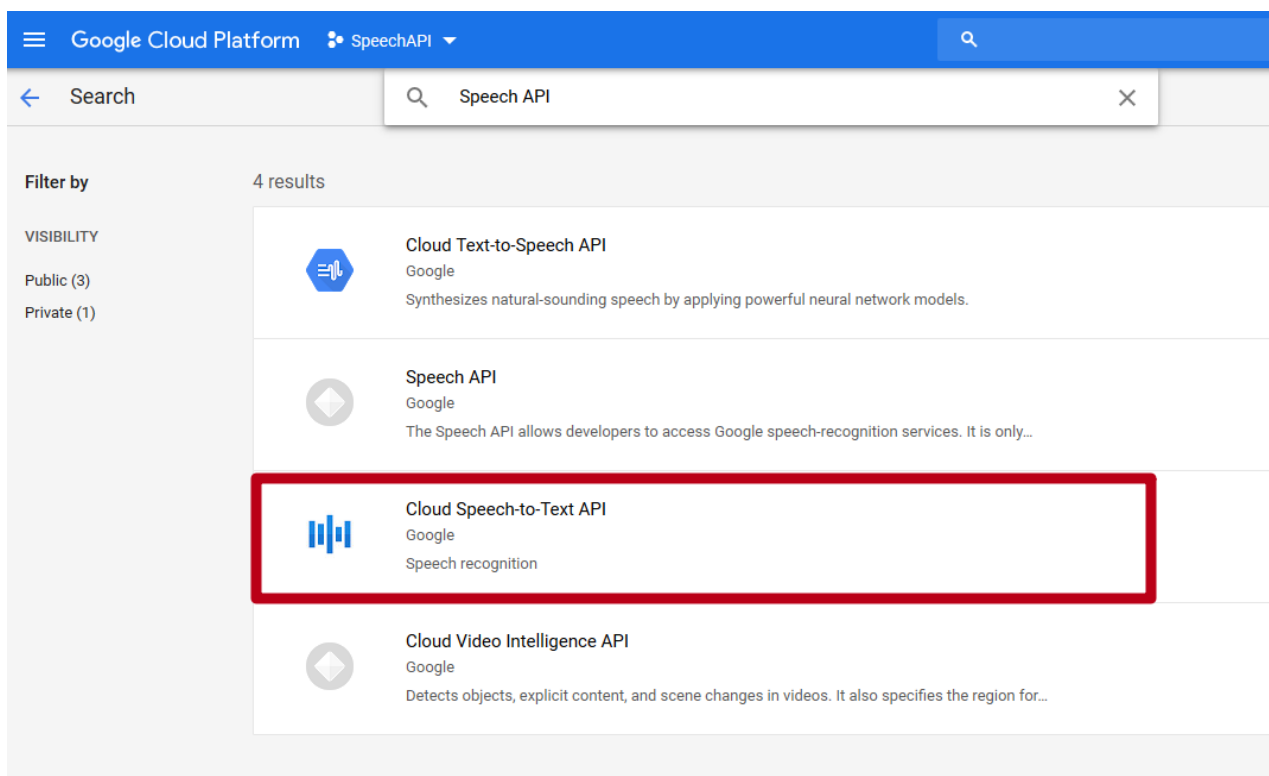 Google Cloud Platform SpeechAPI
Search
Speech API
Filter by
4 results
VISIBILITY
Public (3)
Private (1)
Cloud Text-to-Speech API
Google
Synthesizes natural-sounding speech by applying powerful neural network models.
Speech API
Google
The Speech API allows developers to access Google speech-recognition services. It is only...
Cloud Speech-to-Text API
Google
Speech recognition
Cloud Video Intelligence API
Google
Detects objects, explicit content, and scene changes in videos. It also specifies the region for...